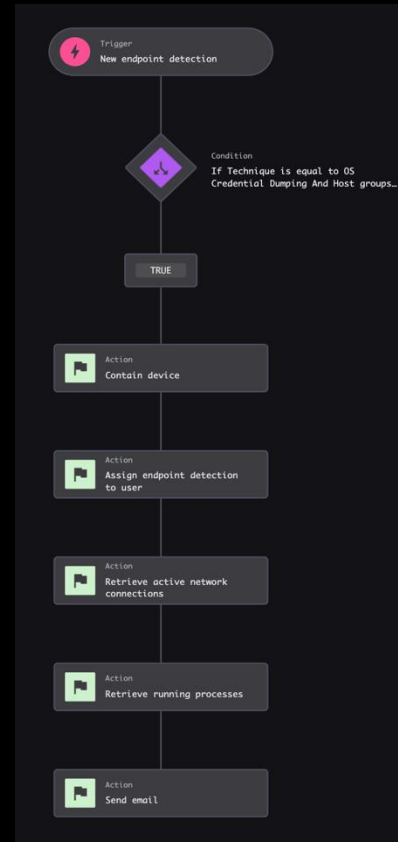 Trigger
New endpoint detection
Condition
If Technique is equal to OS
Credential Dumping And Host groups…
TRUE
Action
Contain device
Action
Assign endpoint detection
to user
Action
Retrieve active network
connections
Action
Retrieve running processes
Action
Send email